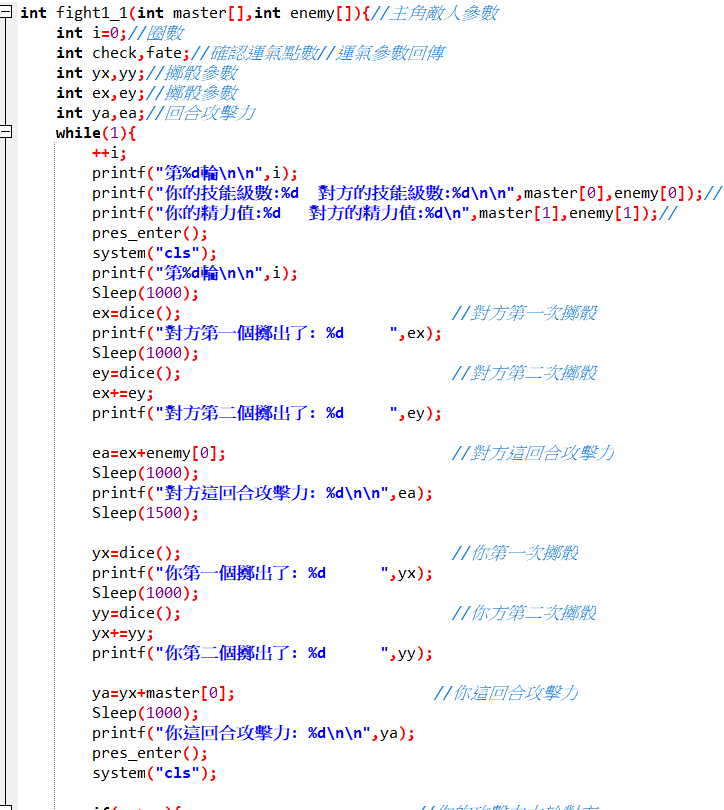 int fight1_1(int master[],int enemy[]){//主角敵人參數
int i=0;//圈數
int check,fate;//確認運氣點數//運氣參數回傳
int yx,yy;//擲骰參數
int ex,ey;//擲骰參數
int ya,ea;//回合攻擊力
while(1){
++i;
printf("第%d輪\n\n",i);
printf("你的技能級數:%d  對方的技能級數:%d\n\n",master[0],enemy[0]);//
printf("你的精力值:%d   對方的精力值:%d\n",master[1],enemy[1]);//
pres_enter();
system("cls");
printf("第%d輪\n\n",i);
Sleep(1000);
ex=dice(); //對方第一次擲骰
printf("對方第一個擲出了: %d     ",ex);
Sleep(1000);
ey=dice(); //對方第二次擲骰
ex+=ey;
printf("對方第二個擲出了: %d     ",ey);
ea=ex+enemy[0]; //對方這回合攻擊力
Sleep(1000);
printf("對方這回合攻擊力: %d\n\n",ea);
Sleep(1500);
yx=dice(); //你第一次擲骰
printf("你第一個擲出了: %d      ",yx);
Sleep(1000);
yy=dice(); //你方第二次擲骰
yx+=yy;
printf("你第二個擲出了: %d      ",yy);
ya=yx+master[0]; //你這回合攻擊力
Sleep(1000);
printf("你這回合攻擊力: %d\n\n",ya);
pres_enter();
system("cls");